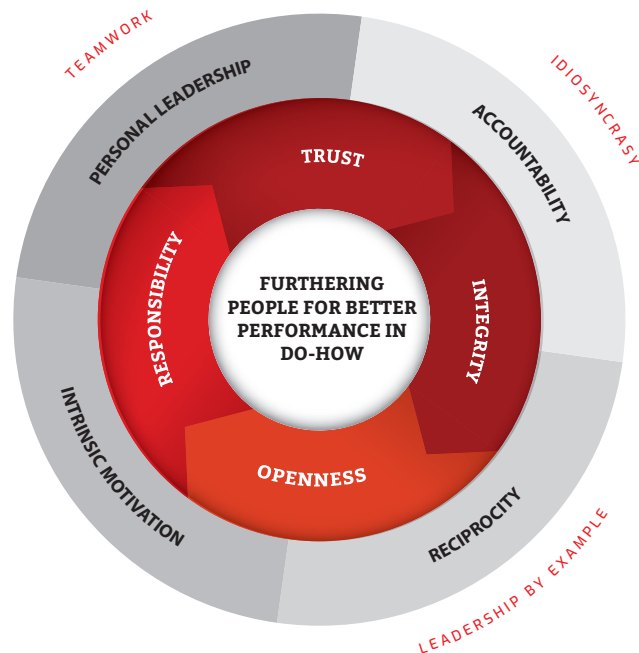 TEAMWORK
IDIOSYNCRASY
PERSONAL LEADERSHIP
ACCOUNTABILITY
TRUST
RESPONSIBILITY
INTEGRITY
FURTHERING
PEOPLE FOR BETTER
PERFORMANCE IN
DO-HOW
OPENNESS
INTRINSIC MOTIVATION
RECIPROCITY
LEADERSHIP BY EXAMPLE